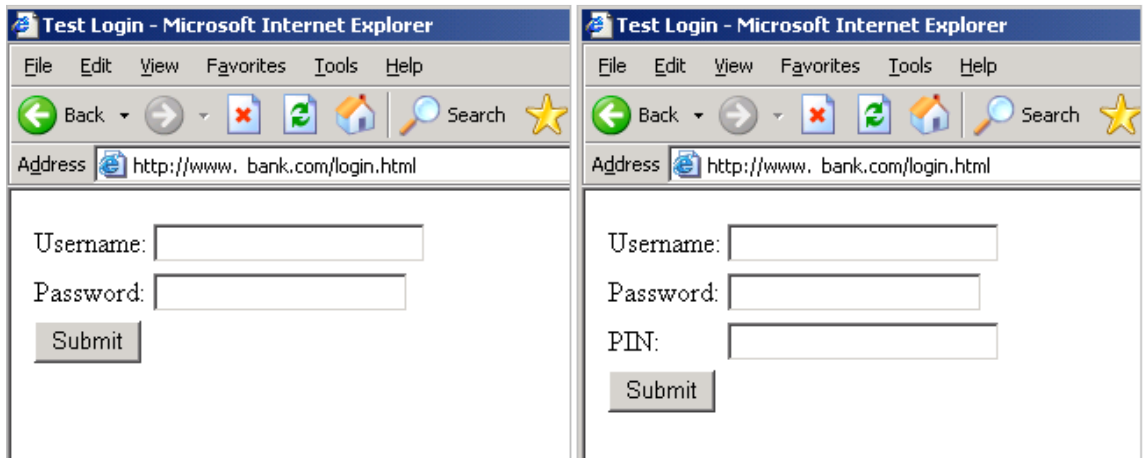 Test Login - Microsoft Internet Explorer
File Edit View Favorites Tools Help
Back Search
Address http://www. bank.com/login.html
Username:
Password:
Submit
Test Login - Microsoft Internet Explorer
File Edit View Favorites Tools Help
Back Search
Address http://www. bank.com/login.html
Username:
Password:
PIN:
Submit